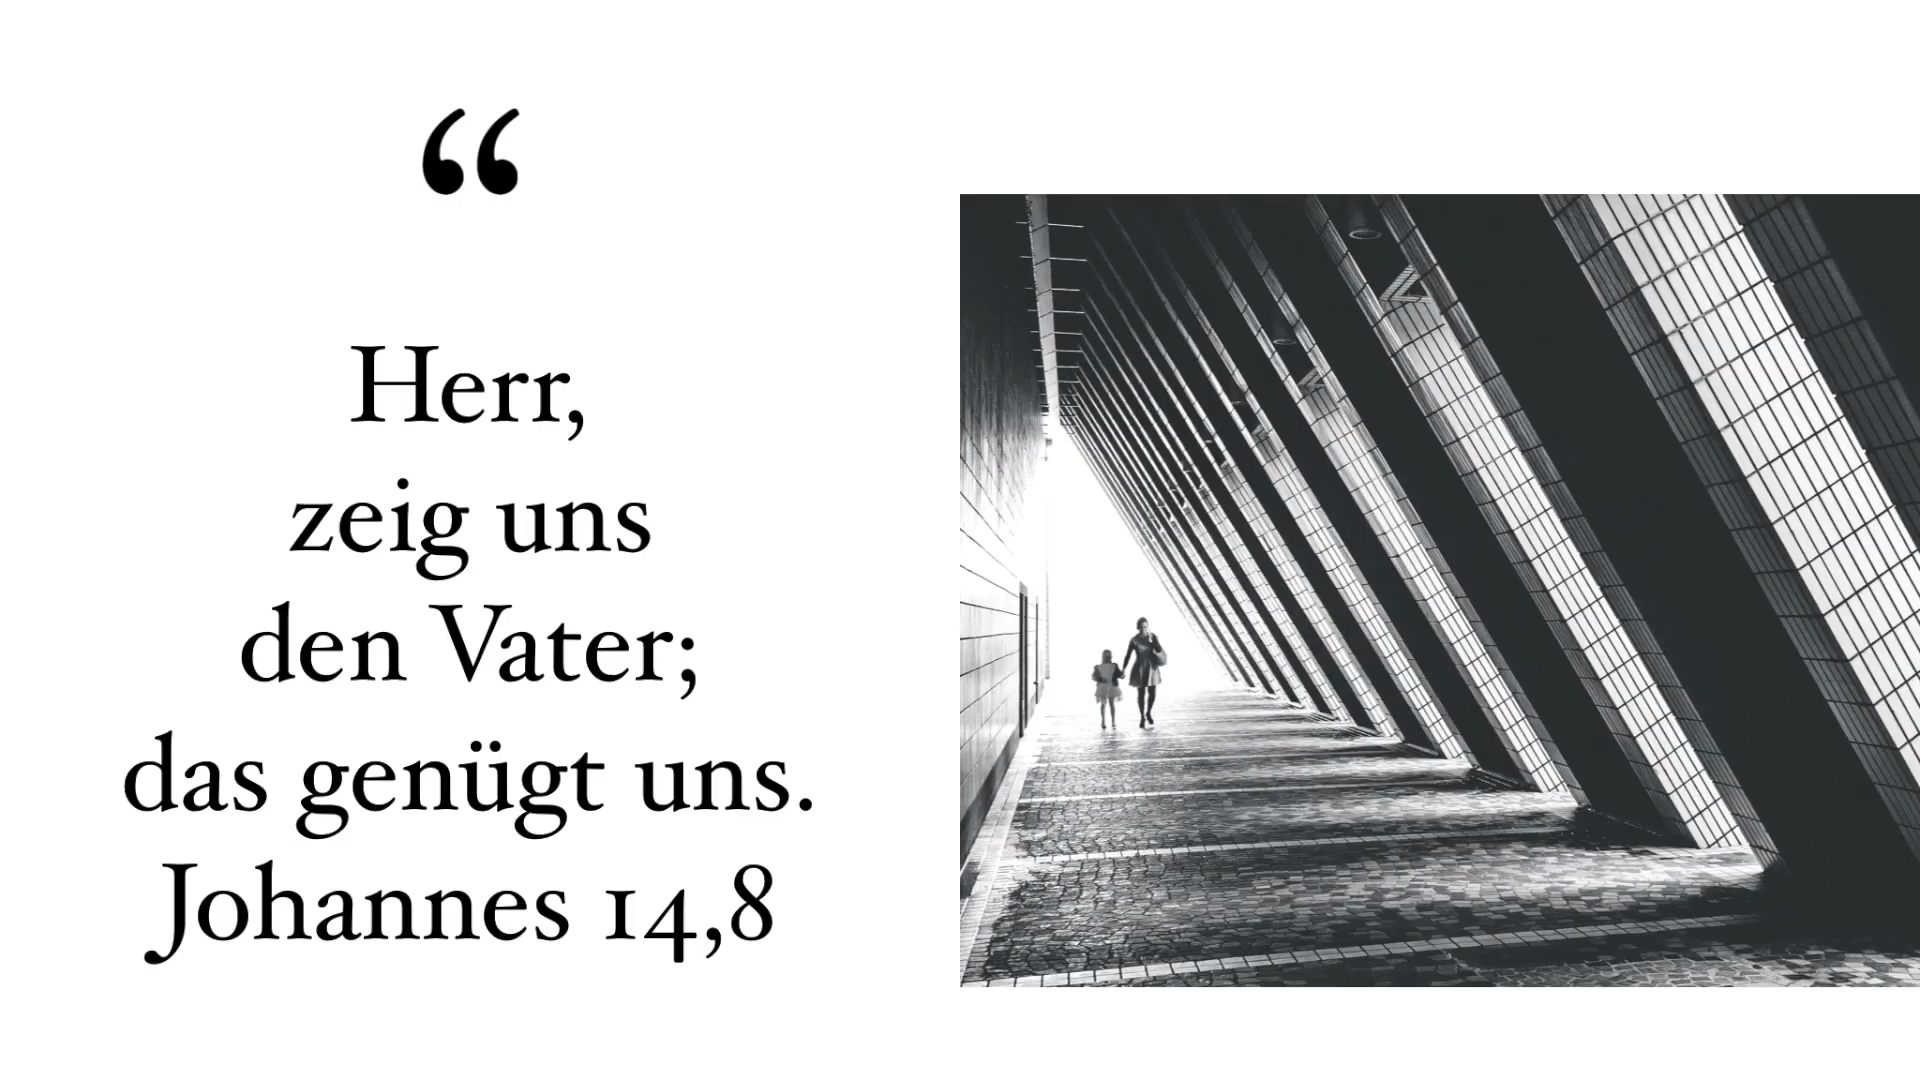 “
Herr,
zeig uns
den Vater;
das genügt uns.
Johannes 14,8